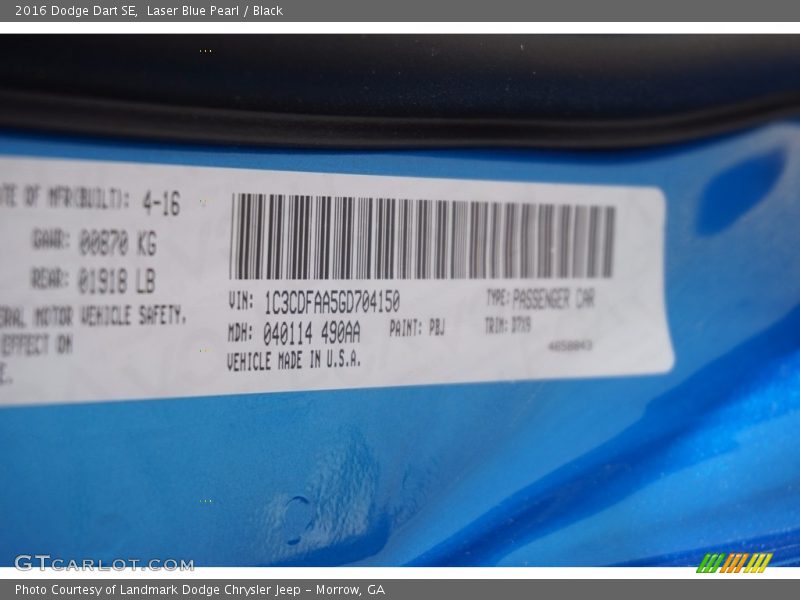 2016 Dodge Dart SE, Laser Blue Pearl / Black
TE OF MFR(BUILT): 4-16
GAWR: 00870 KG
REAR: 01918 LB
ERAL MOTOR VEHICLE SAFETY.
EFFECT ON
E.
VIN: 1C3CDFAA5GD704150
TYPE: PASSENGER CAR
MDH: 040114 490AA
PAINT: PBJ
TRIM:
VEHICLE MADE IN U.S.A.
GTCARLOT.COM
Photo Courtesy of Landmark Dodge Chrysler Jeep – Morrow, GA